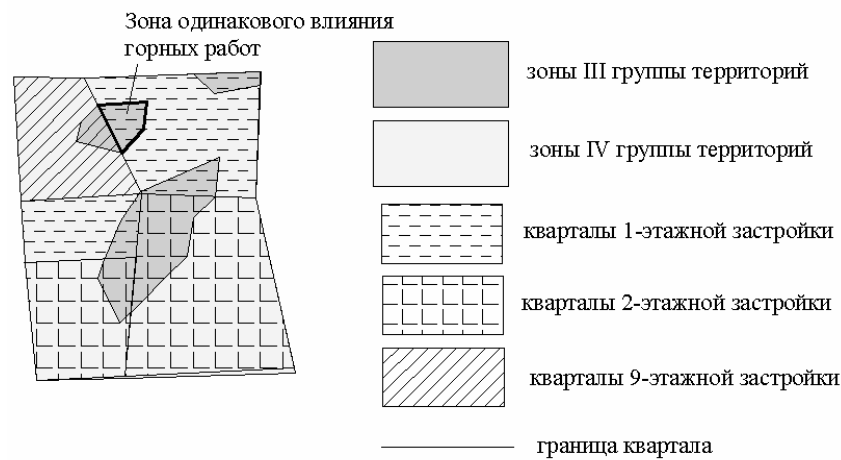 Зона одинакового влияния
горных работ
зоны III группы территорий
зоны IV группы территорий
кварталы 1-этажной застройки
кварталы 2-этажной застройки
кварталы 9-этажной застройки
граница квартала